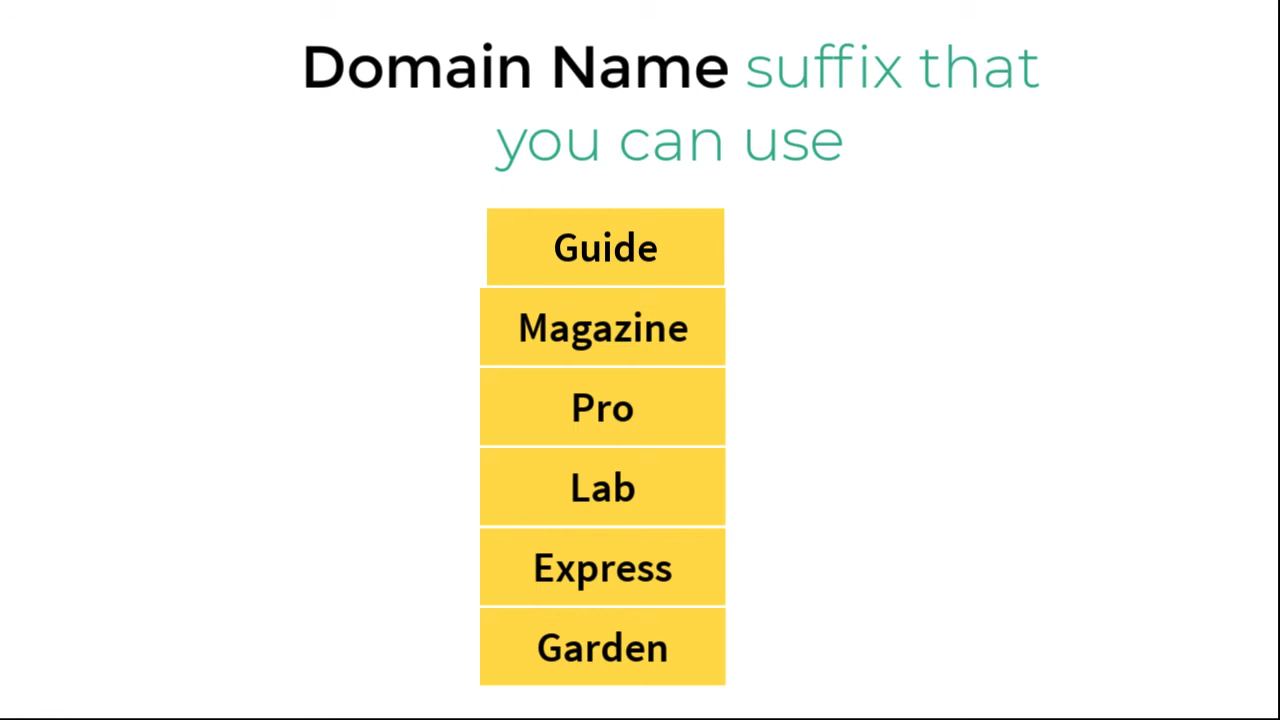 Domain Name suffix that
you can use
Guide
Magazine
Pro
Lab
Express
Garden